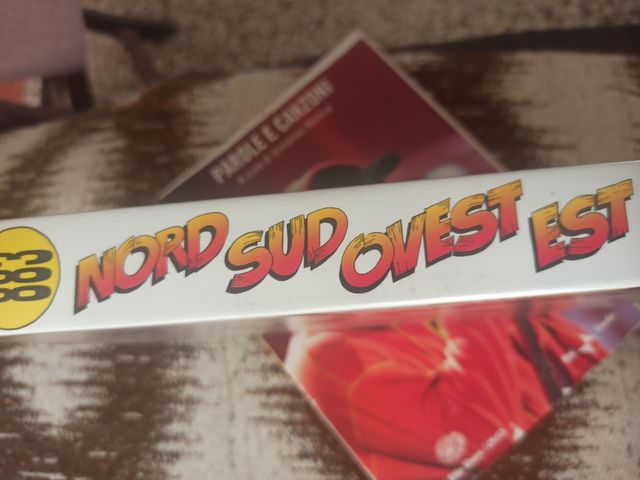 883
NORD SUD OVEST EST
PAROLE E CANZONI